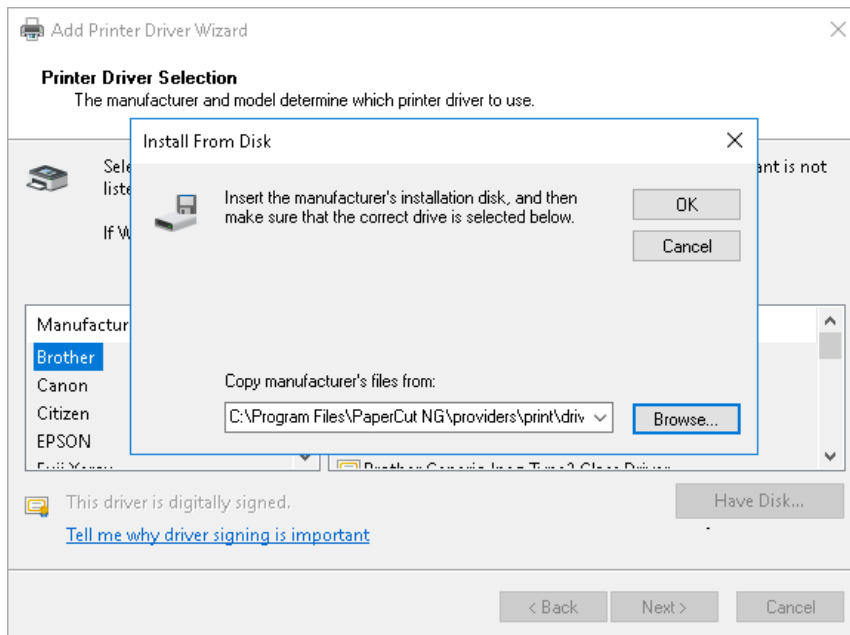 Add Printer Driver Wizard
Printer Driver Selection
The manufacturer and model determine which printer driver to use.
Install From Disk
Insert the manufacturer's installation disk, and then
make sure that the correct drive is selected below.
OK
Cancel
ant is not
If W
Manufactur
Brother
Canon
Citizen
EPSON
Copy manufacturer's files from:
C:\Program Files\PaperCut NG\providers\print\driv
Browse...
This driver is digitally signed.
Have Disk...
Tell me why driver signing is important
< Back
Next >
Cancel